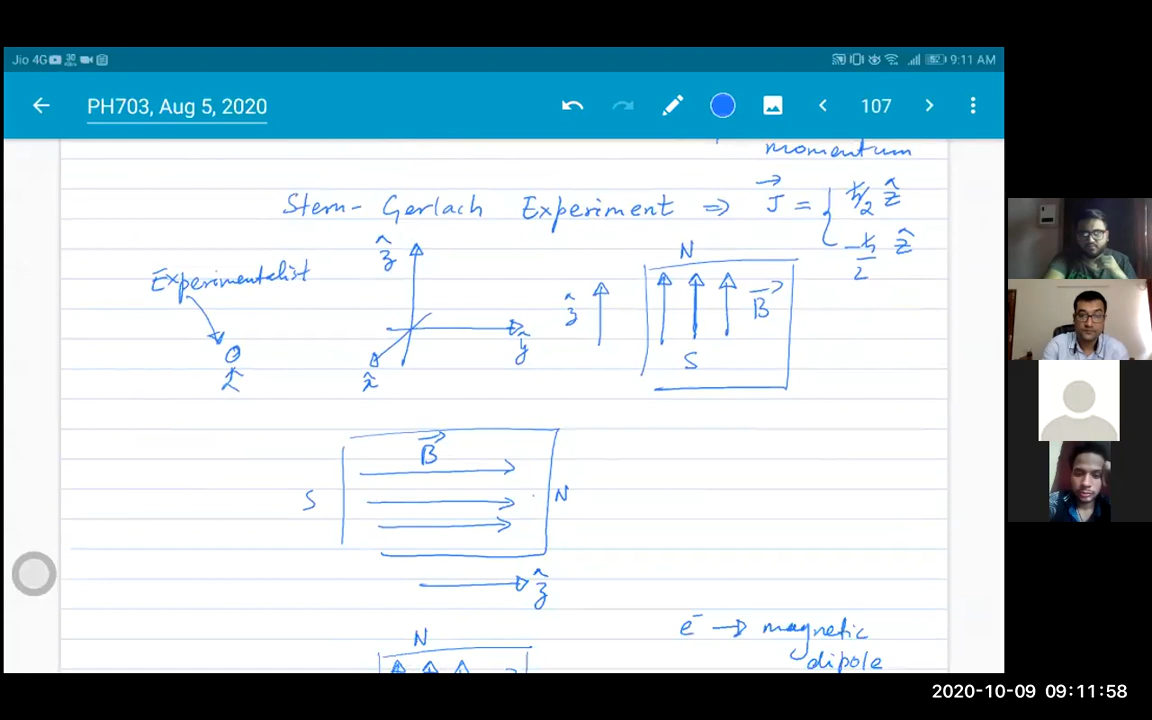 Jio 4G 9:11 AM
PH703, Aug 5, 2020 107
momentum
Stern-Gerlach Experiment ⇒ J⃗ = { ħ/2 ẑ
-ħ/2 ẑ
Experimentalist
ẑ
ŷ
x̂
N
ẑ
B⃗
S
B⃗
S
N
ẑ
N
e⁻ → magnetic
dipole
2020-10-09 09:11:58